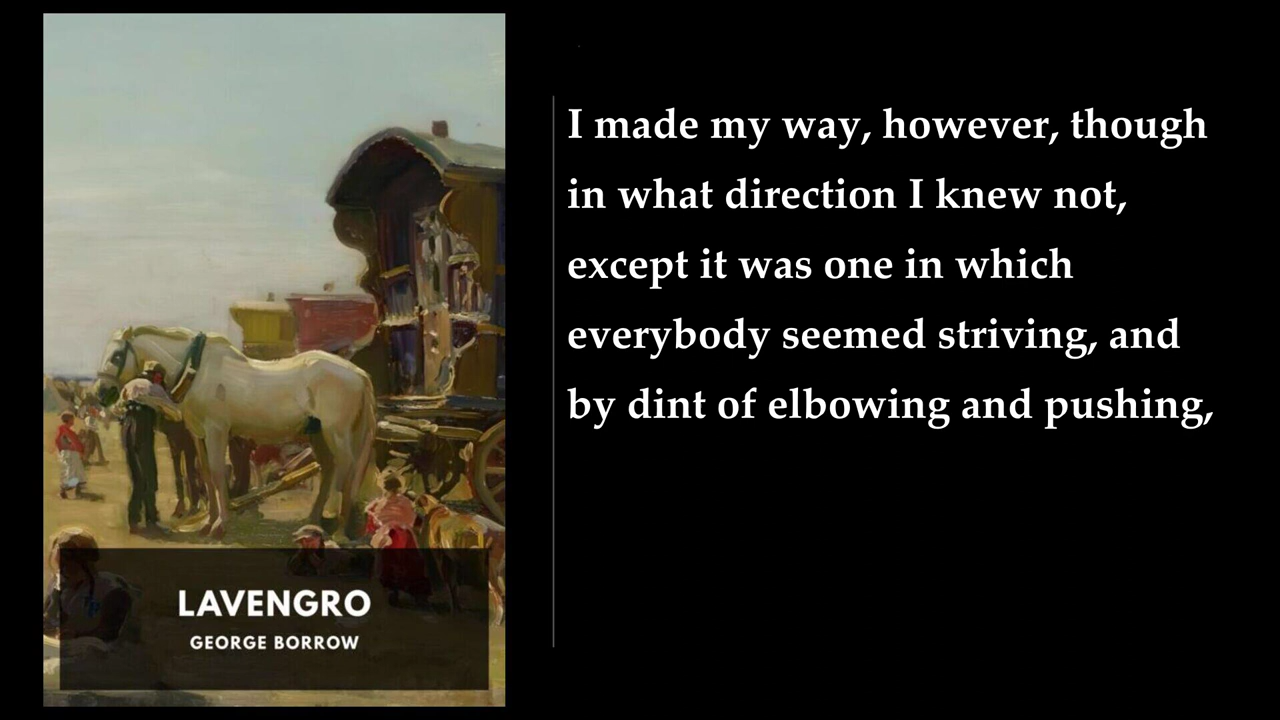 LAVENGRO
GEORGE BORROW
I made my way, however, though
in what direction I knew not,
except it was one in which
everybody seemed striving, and
by dint of elbowing and pushing,